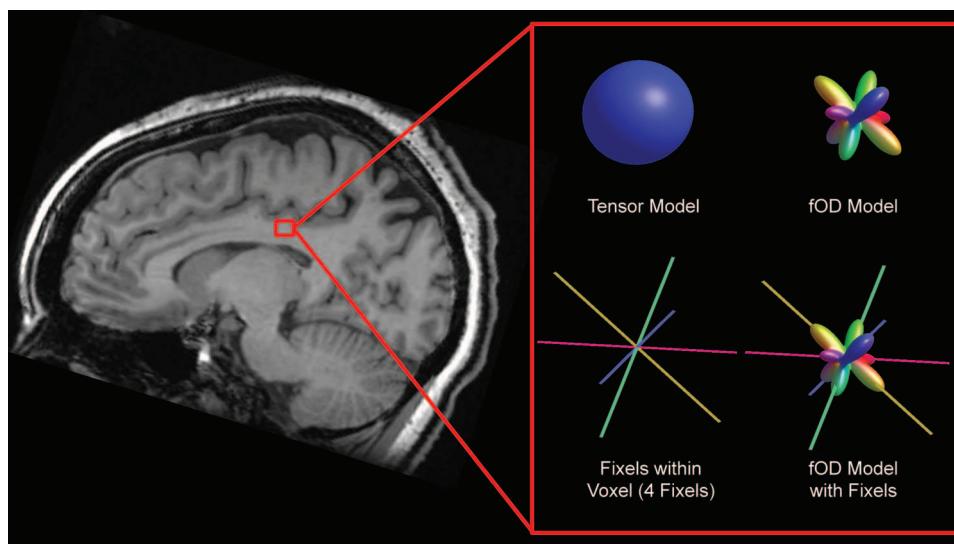 Tensor Model
fOD Model
Fixels within
Voxel (4 Fixels)
fOD Model
with Fixels